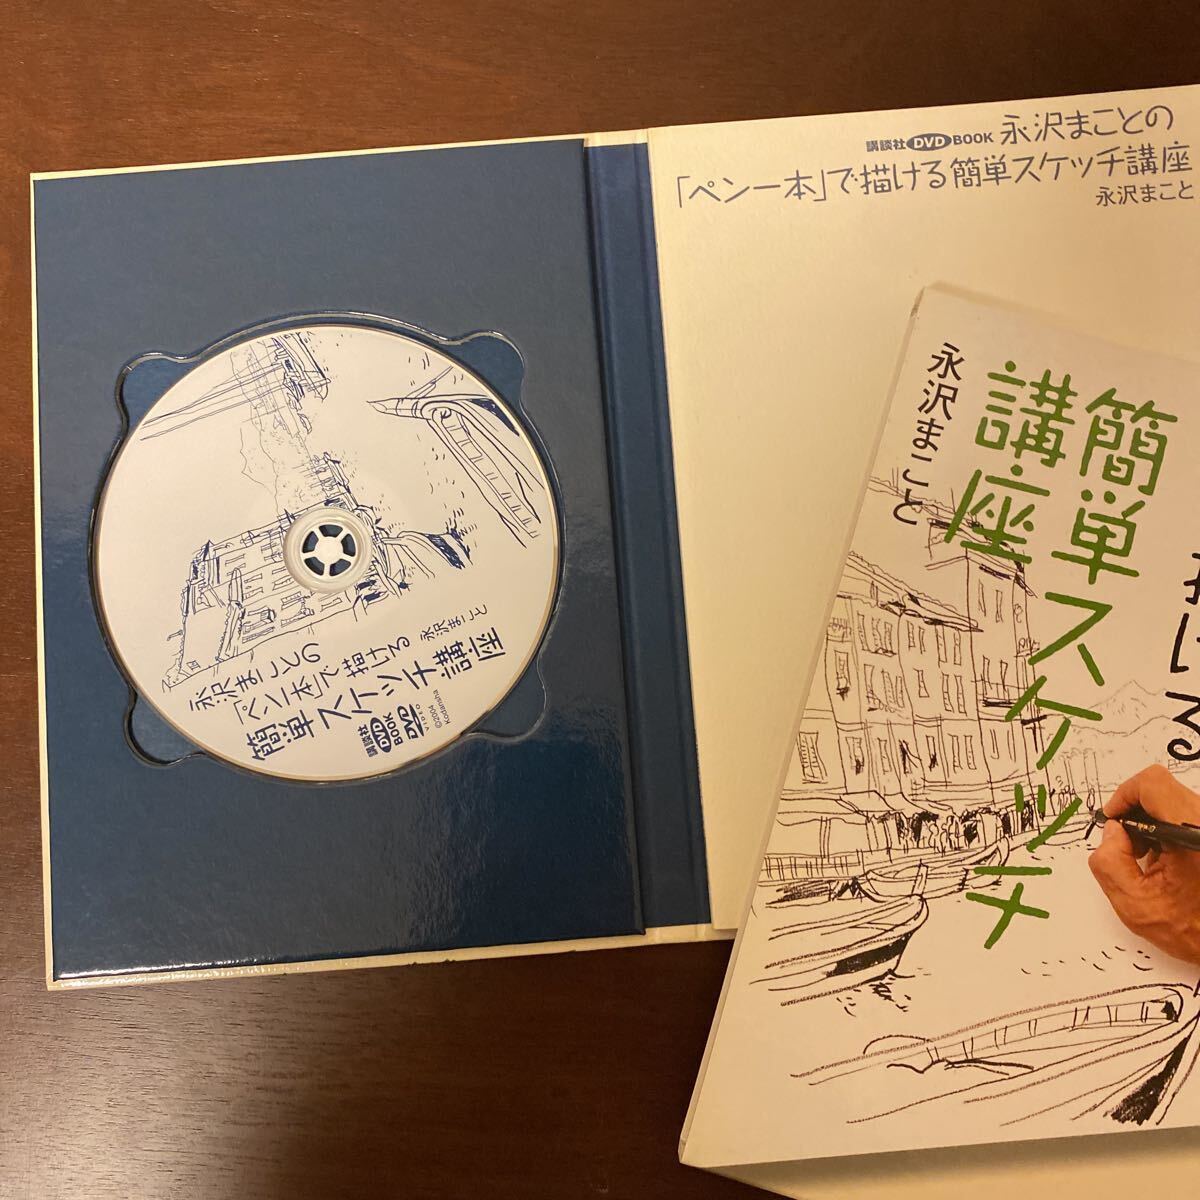 講談社 DVD BOOK 永沢まことの
「ペン一本」で描ける簡単スケッチ講座
永沢まこと
描ける
簡単スケッチ
講座
永沢まこと
永沢まことの
「ペン一本」で描ける 永沢まこと
簡単スケッチ講座
講談社 DVD BOOK
DVD VIDEO
©2004 Kodansha